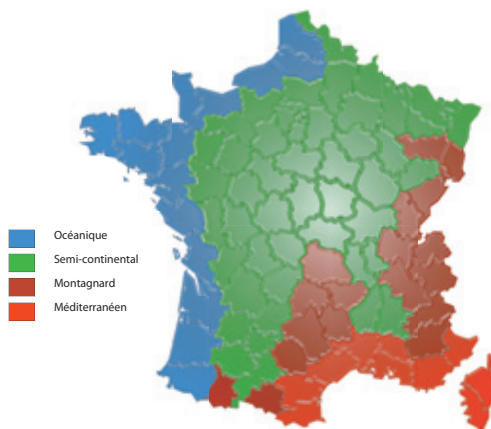 Océanique
Semi-continental
Montagnard
Méditerranéen